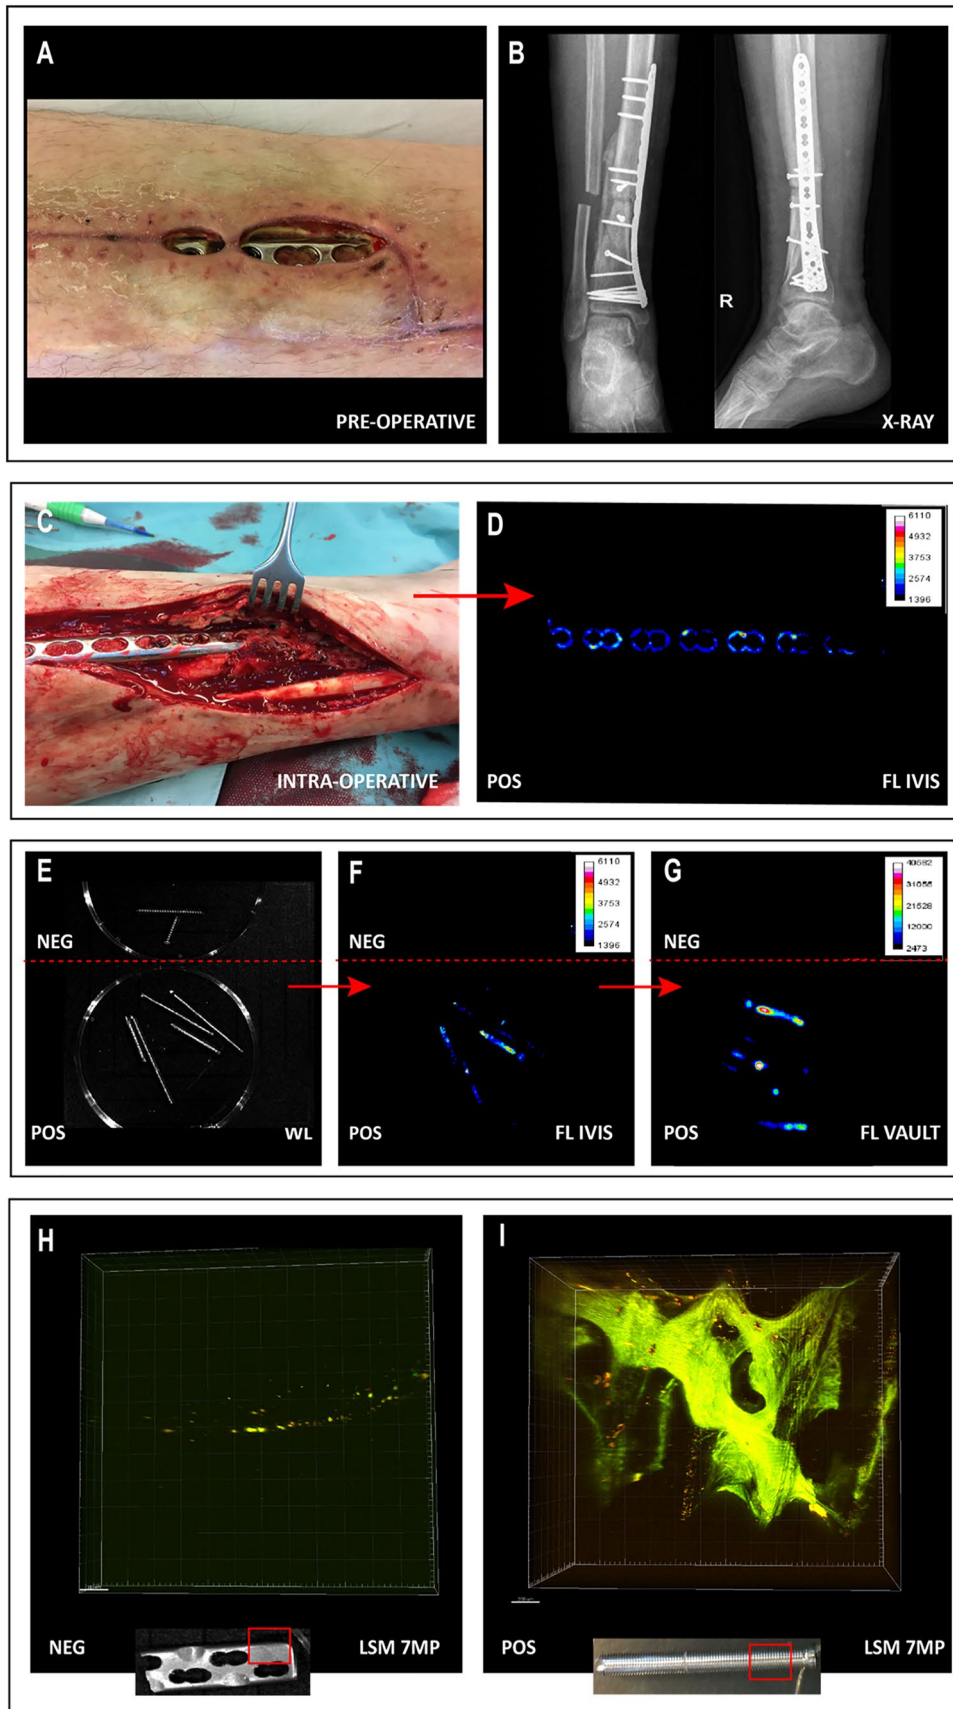 A
PRE-OPERATIVE
B
R
X-RAY
C
INTRA-OPERATIVE
D
6110
4932
3753
2574
1396
POS
FL IVIS
E
NEG
POS
WL
F
6110
4932
3753
2574
1396
NEG
POS
FL IVIS
G
40582
31055
21528
12000
2473
NEG
POS
FL VAULT
H
NEG
LSM 7MP
I
POS
LSM 7MP